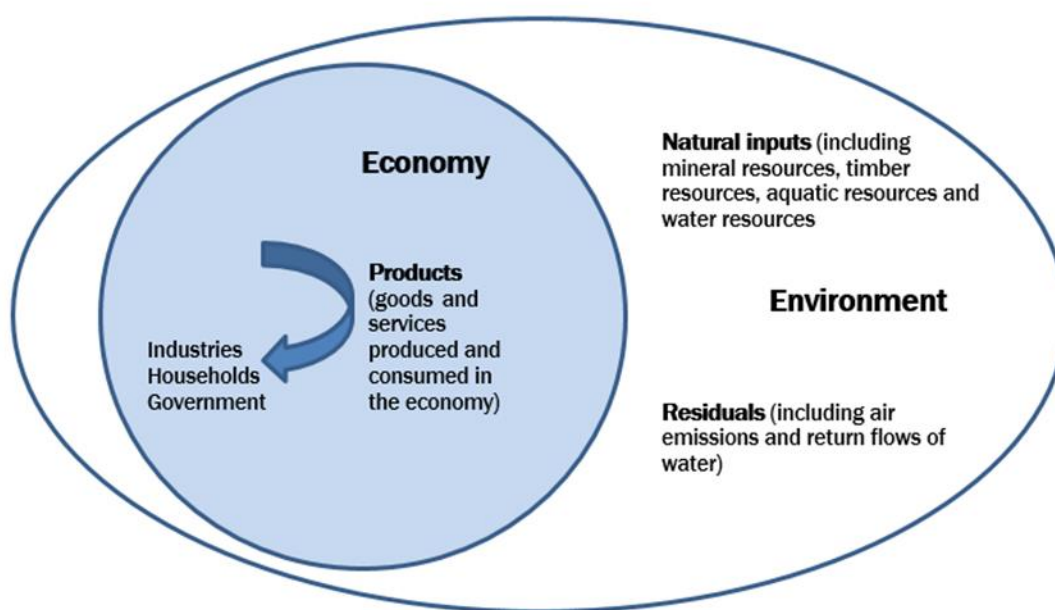 Economy
Products
(goods and
services
produced and
consumed in
the economy)
Industries
Households
Government
Natural inputs (including
mineral resources, timber
resources, aquatic resources and
water resources
Environment
Residuals (including air
emissions and return flows of
water)